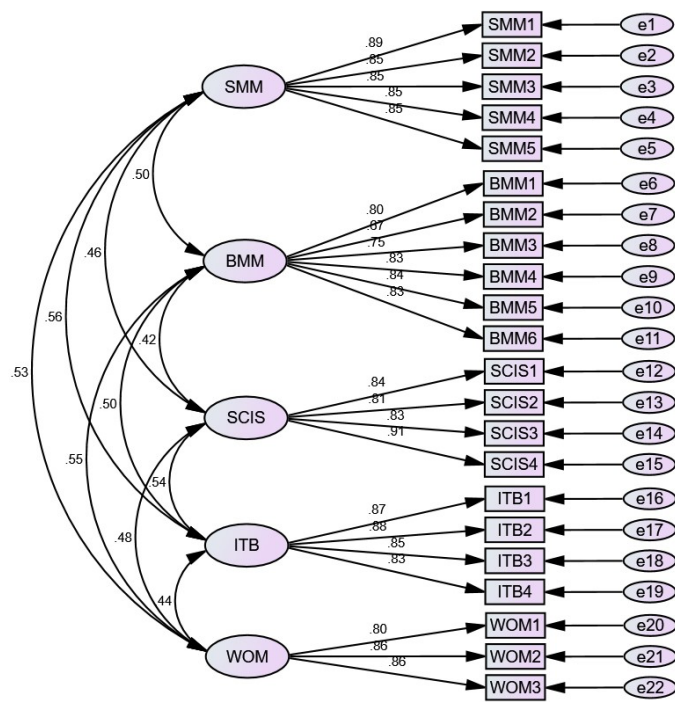 SMM1 e1
.89
SMM2 e2
.85
SMM SMM3 e3
.85
SMM4 e4
.85
.85
SMM5 e5
.50
BMM1 e6
.80
BMM2 e7
.67
.75
BMM3 e8
.46
BMM .83
BMM4 e9
.84
BMM5 e10
.83
.56
.42
BMM6 e11
.53
SCIS1 e12
.84
.50
.81
SCIS2 e13
SCIS .83
SCIS3 e14
.91
.55
SCIS4 e15
.54
ITB1 e16
.87
.48
.88
ITB2 e17
ITB .85
ITB3 e18
.83
ITB4 e19
.44
WOM1 e20
.80
.86
WOM WOM2 e21
.86
WOM3 e22